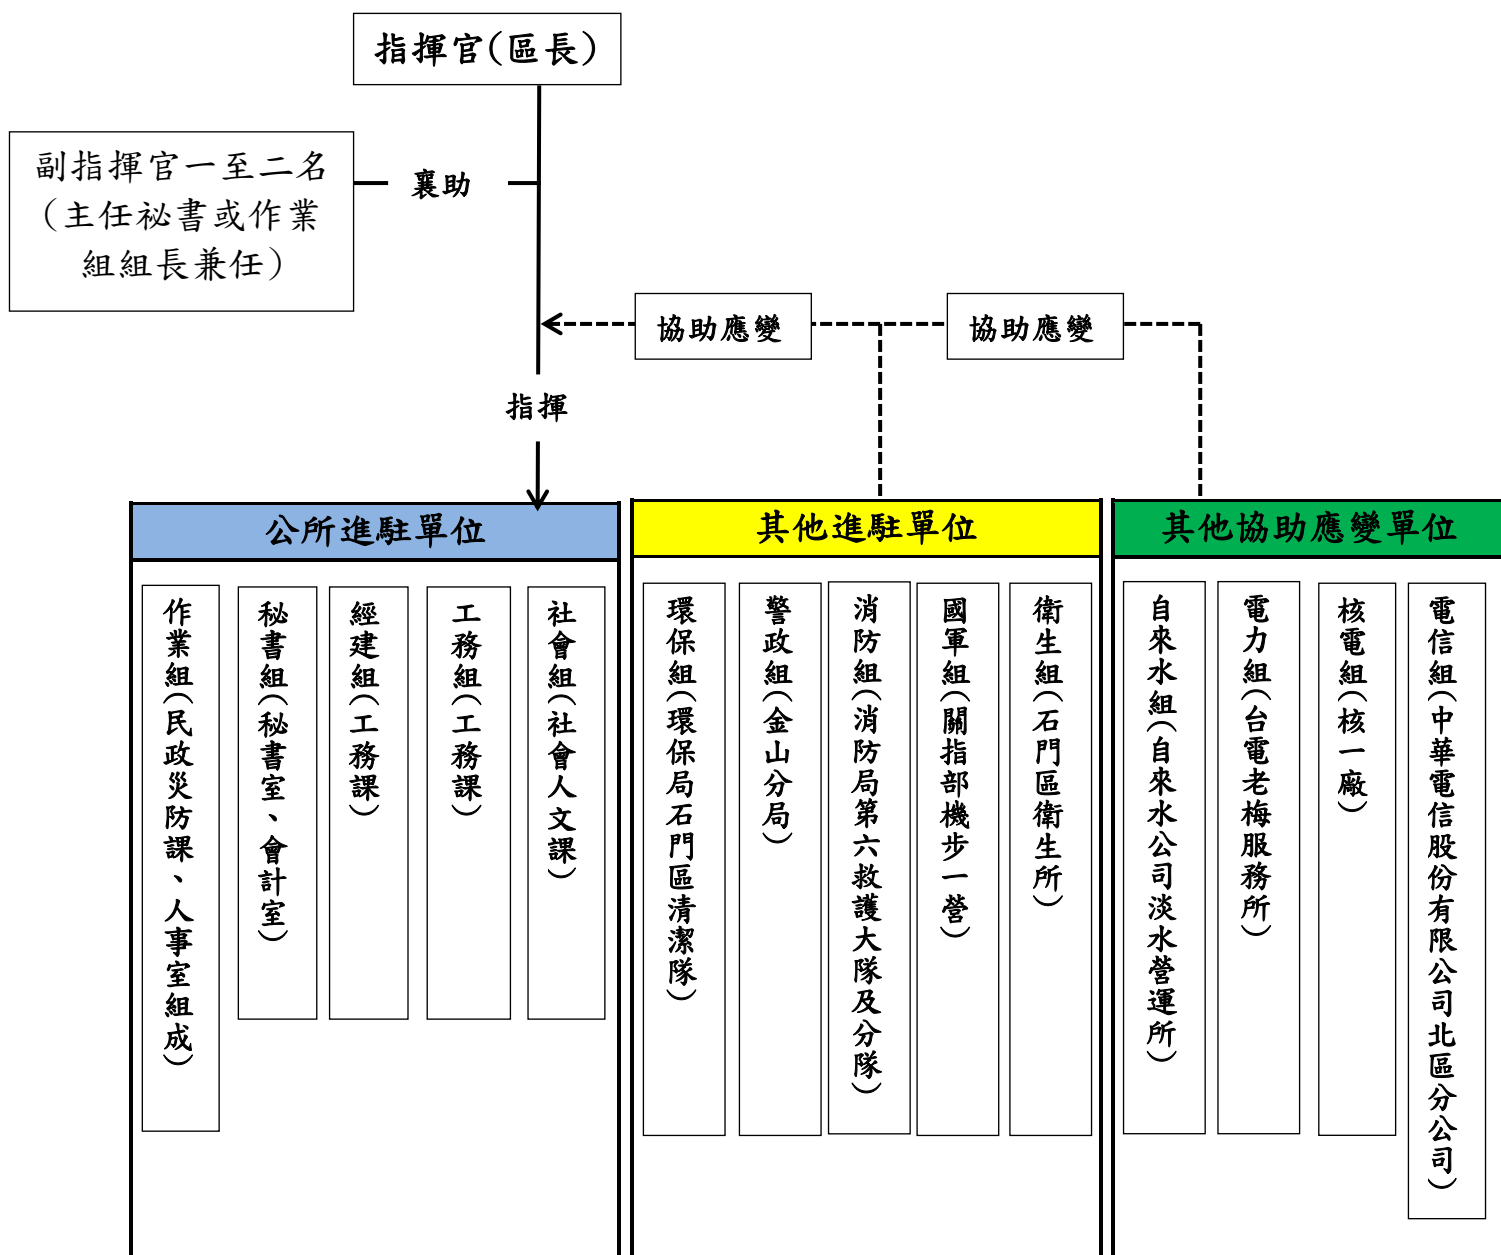 指揮官(區長)
副指揮官一至二名
(主任祕書或作業
組組長兼任)
襄助
協助應變
協助應變
指揮
公所進駐單位
其他進駐單位
其他協助應變單位
作業組(民政災防課、人事室組成)
秘書組(秘書室、會計室)
經建組(工務課)
工務組(工務課)
社會組(社會人文課)
環保組(環保局石門區清潔隊)
警政組(金山分局)
消防組(消防局第六救護大隊及分隊)
國軍組(關指部機步一營)
衛生組(石門區衛生所)
自來水組(自來水公司淡水營運所)
電力組(台電老梅服務所)
核電組(核一廠)
電信組(中華電信股份有限公司北區分公司)